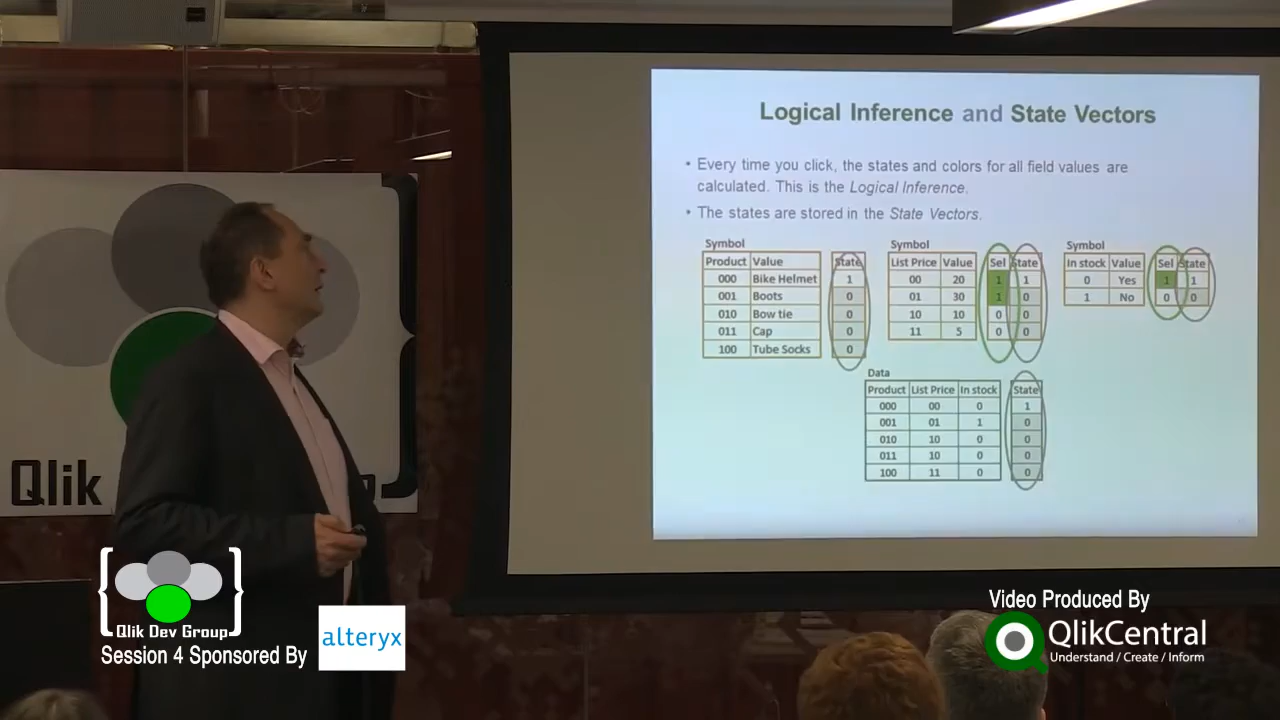 Logical Inference and State Vectors
• Every time you click, the states and colors for all field values are
calculated. This is the Logical Inference.
• The states are stored in the State Vectors.
Symbol
Product Value State
000 Bike Helmet 1
001 Boots 0
010 Bow tie 0
011 Cap 0
100 Tube Socks 0
Symbol
List Price Value Sel State
00 20 1 1
01 30 1 0
10 10 0 0
11 5 0 0
Symbol
In stock Value Sel State
0 Yes 1 1
1 No 0 0
Data
Product List Price In stock State
000 00 0 1
001 01 1 0
010 10 0 0
011 10 0 0
100 11 0 0
Qlik
Qlik Dev Group
Session 4 Sponsored By
alteryx
Video Produced By
QlikCentral
Understand / Create / Inform